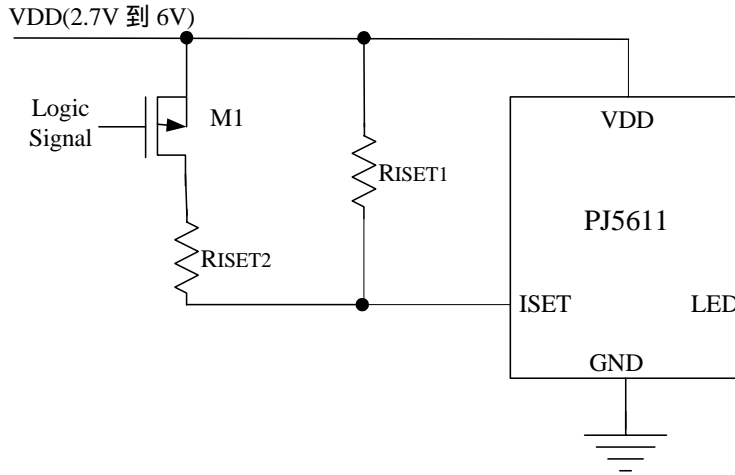 VDD(2.7V 到 6V)
Logic
Signal
M1
RISET1
RISET2
VDD
PJ5611
ISET
LED
GND